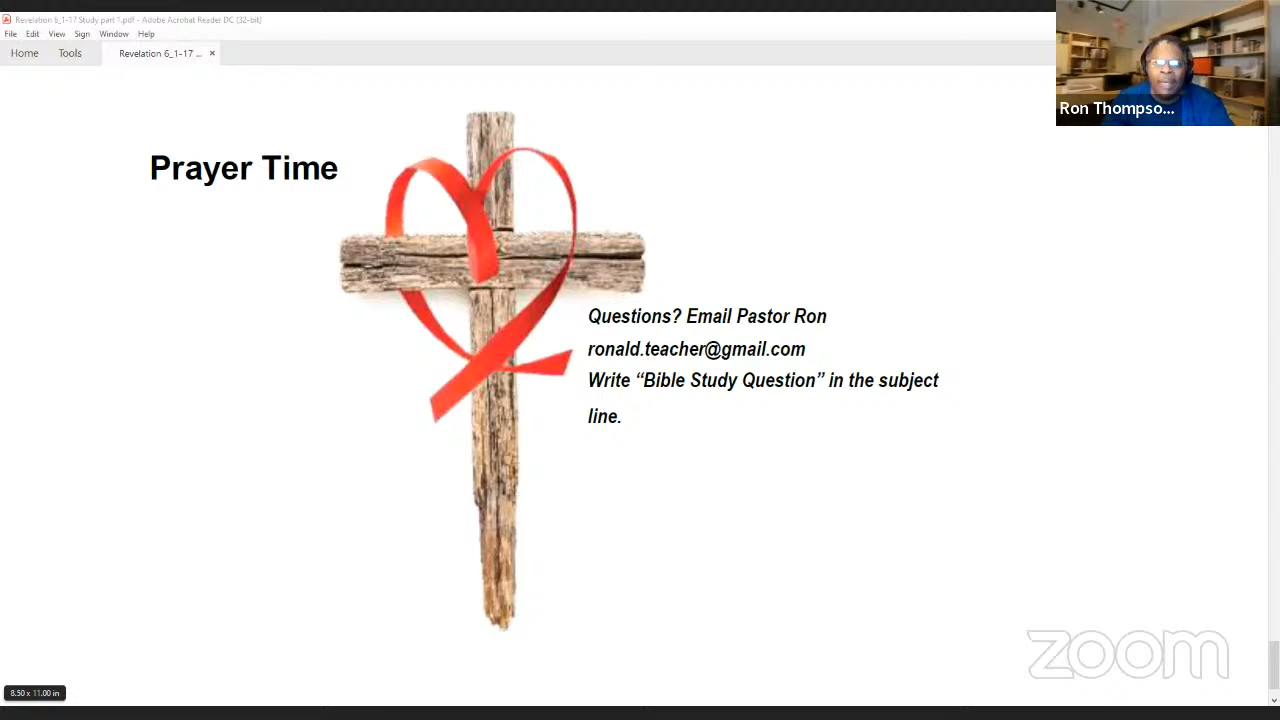 Revelation 6_1-17 Study part 1.pdf - Adobe Acrobat Reader DC (32-bit)
File Edit View Sign Window Help
Home Tools Revelation 6_1-17 ... ×
Ron Thompso...
Prayer Time
Questions? Email Pastor Ron
ronald.teacher@gmail.com
Write “Bible Study Question” in the subject
line.
zoom
8.50 x 11.00 in